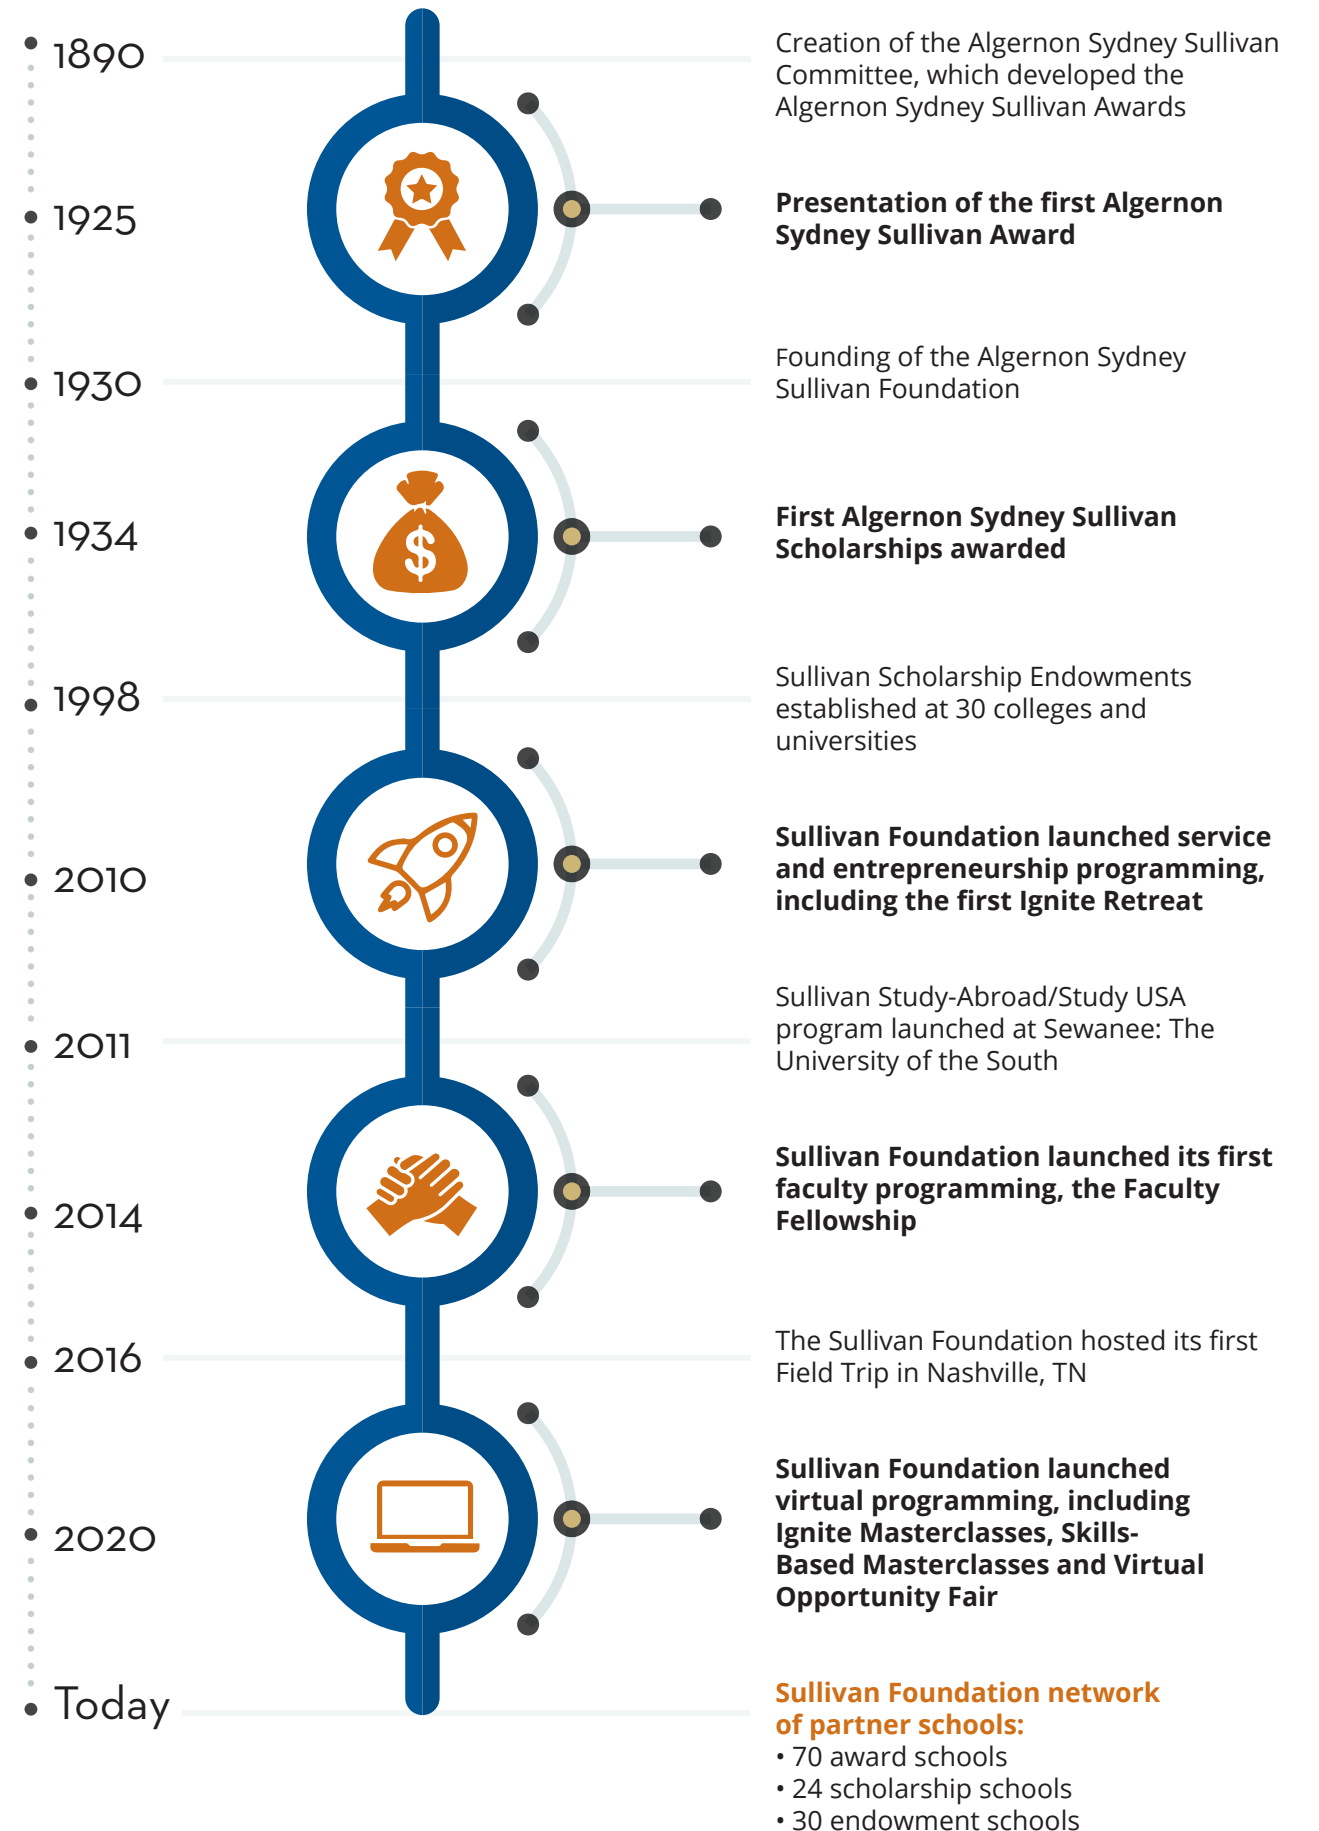 1890
Creation of the Algernon Sydney Sullivan
Committee, which developed the
Algernon Sydney Sullivan Awards
1925
Presentation of the first Algernon
Sydney Sullivan Award
1930
Founding of the Algernon Sydney
Sullivan Foundation
1934
$
First Algernon Sydney Sullivan
Scholarships awarded
1998
Sullivan Scholarship Endowments
established at 30 colleges and
universities
2010
Sullivan Foundation launched service
and entrepreneurship programming,
including the first Ignite Retreat
2011
Sullivan Study-Abroad/Study USA
program launched at Sewanee: The
University of the South
2014
Sullivan Foundation launched its first
faculty programming, the Faculty
Fellowship
2016
The Sullivan Foundation hosted its first
Field Trip in Nashville, TN
2020
Sullivan Foundation launched
virtual programming, including
Ignite Masterclasses, Skills-
Based Masterclasses and Virtual
Opportunity Fair
Today
Sullivan Foundation network
of partner schools:
• 70 award schools
• 24 scholarship schools
• 30 endowment schools